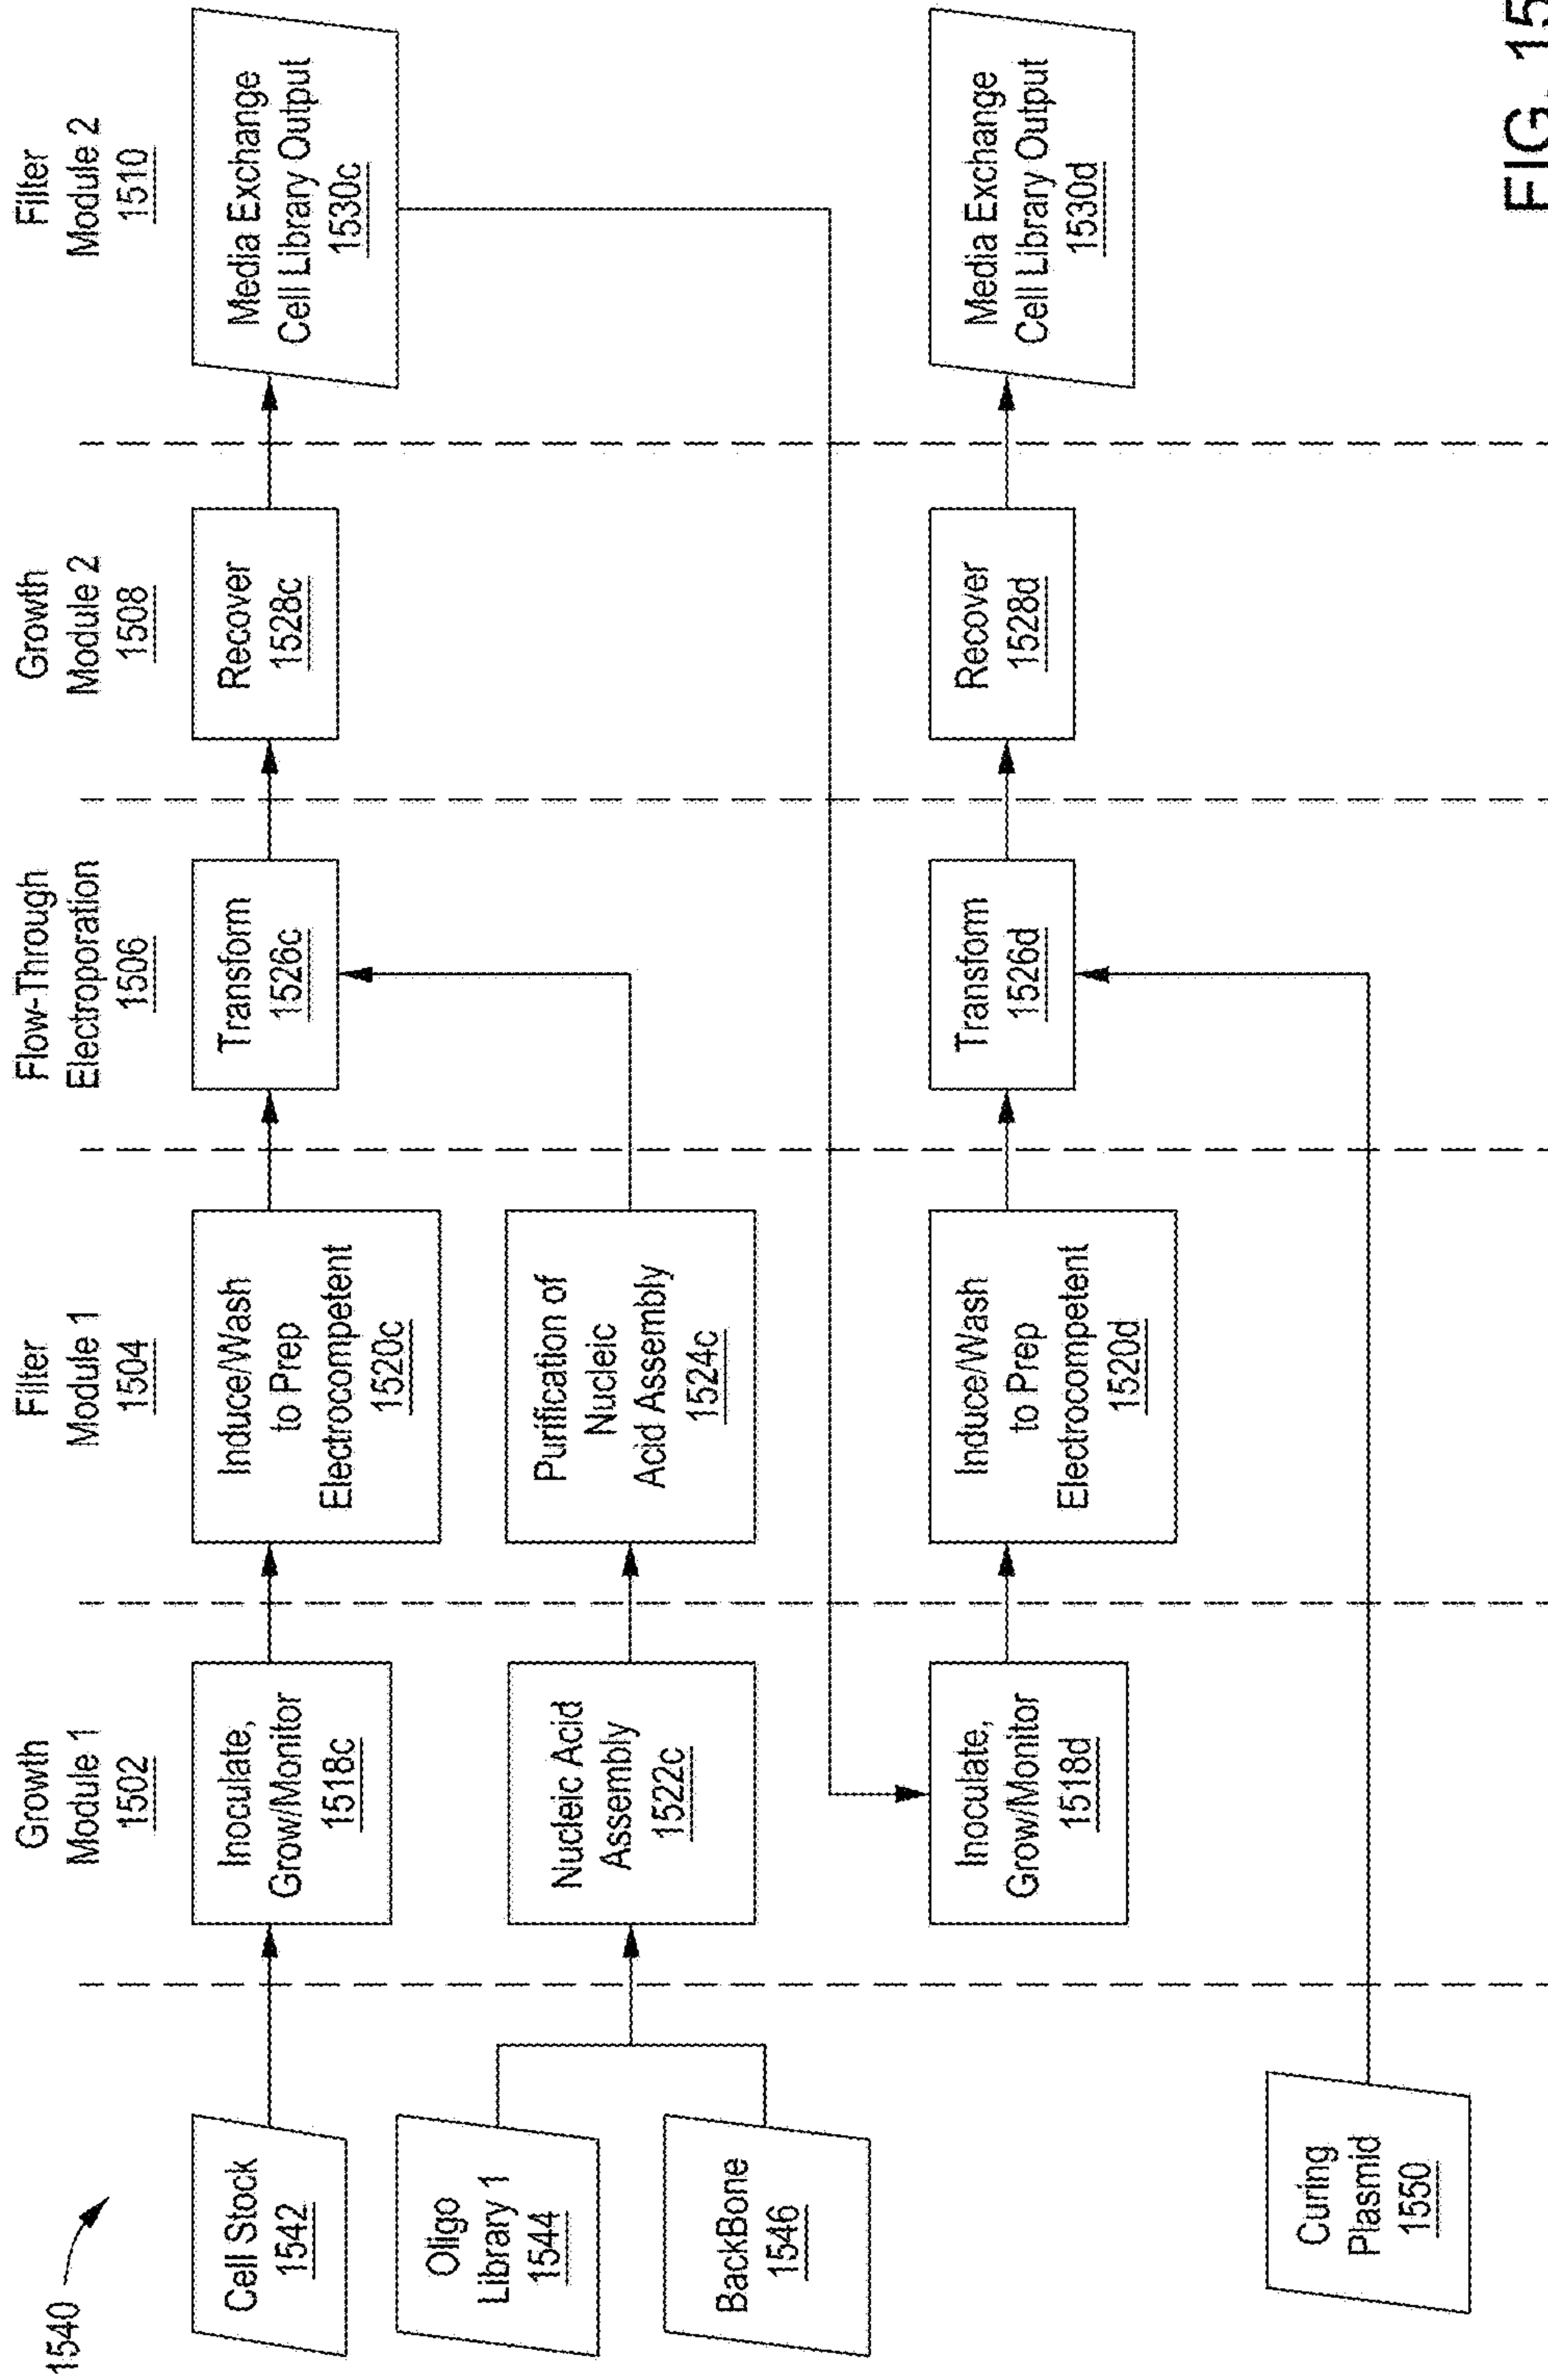 1540
Growth
Module 1
1502
Filter
Module 1
1504
Flow-Through
Electroporation
1506
Growth
Module 2
1508
Filter
Module 2
1510
Cell Stock
1542
Inoculate,
Grow/Monitor
1518c
Induce/Wash
to Prep
Electrocompetent
1520c
Transform
1526c
Recover
1528c
Media Exchange
Cell Library Output
1530c
Oligo
Library 1
1544
BackBone
1546
Nucleic Acid
Assembly
1522c
Purification of
Nucleic
Acid Assembly
1524c
Inoculate,
Grow/Monitor
1518d
Induce/Wash
to Prep
Electrocompetent
1520d
Transform
1526d
Recover
1528d
Media Exchange
Cell Library Output
1530d
Curing
Plasmid
1550
FIG. 15